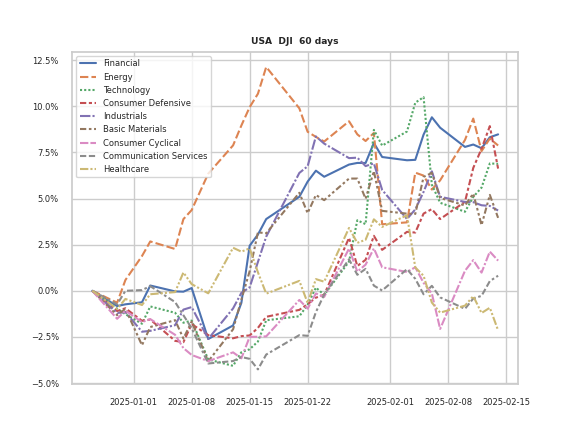 USA DJI 60 days
12.5%
10.0%
7.5%
5.0%
2.5%
0.0%
−2.5%
−5.0%
Financial
Energy
Technology
Consumer Defensive
Industrials
Basic Materials
Consumer Cyclical
Communication Services
Healthcare
2025-01-01
2025-01-08
2025-01-15
2025-01-22
2025-02-01
2025-02-08
2025-02-15